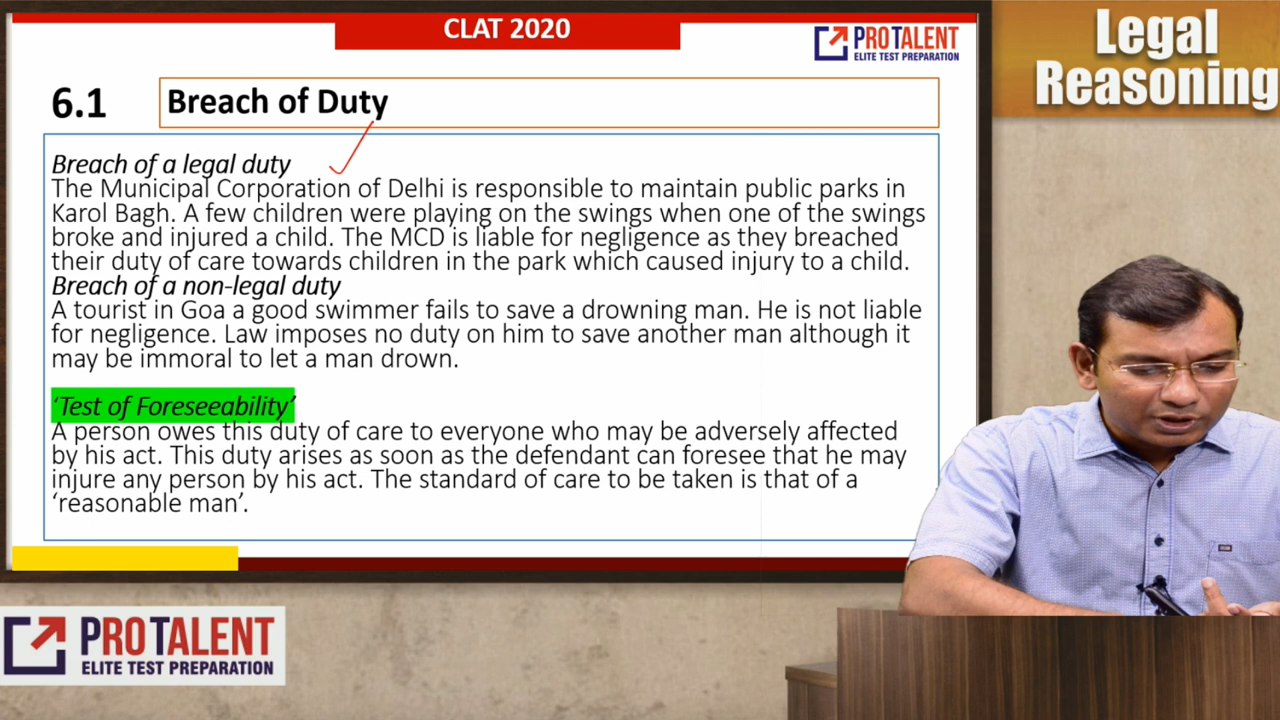 CLAT 2020
PROTALENT
ELITE TEST PREPARATION
Legal
Reasoning
6.1
Breach of Duty
Breach of a legal duty
The Municipal Corporation of Delhi is responsible to maintain public parks in
Karol Bagh. A few children were playing on the swings when one of the swings
broke and injured a child. The MCD is liable for negligence as they breached
their duty of care towards children in the park which caused injury to a child.
Breach of a non-legal duty
A tourist in Goa a good swimmer fails to save a drowning man. He is not liable
for negligence. Law imposes no duty on him to save another man although it
may be immoral to let a man drown.
‘Test of Foreseeability’
A person owes this duty of care to everyone who may be adversely affected
by his act. This duty arises as soon as the defendant can foresee that he may
injure any person by his act. The standard of care to be taken is that of a
‘reasonable man’.
PROTALENT
ELITE TEST PREPARATION